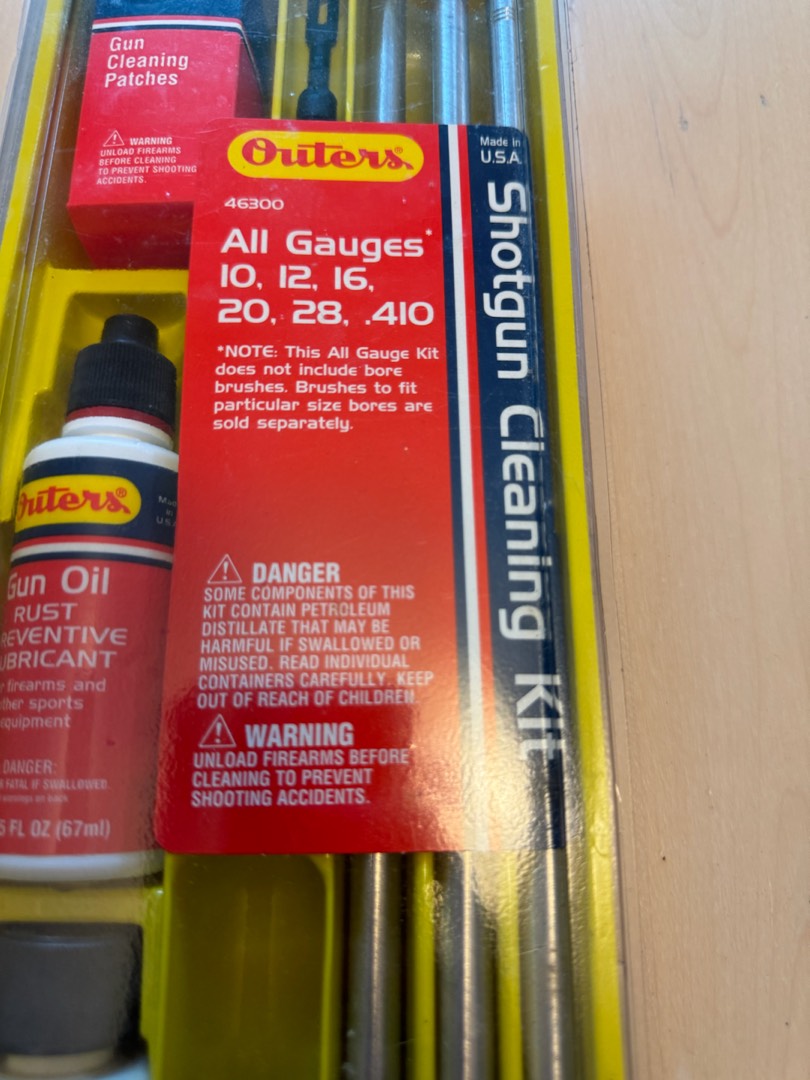 Gun
Cleaning
Patches
WARNING
UNLOAD FIREARMS
BEFORE CLEANING
TO PREVENT SHOOTING
ACCIDENTS.
Outers®
46300
All Gauges*
10, 12, 16,
20, 28, .410
*NOTE: This All Gauge Kit
does not include bore
brushes. Brushes to fit
particular size bores are
sold separately.
DANGER
SOME COMPONENTS OF THIS
KIT CONTAIN PETROLEUM
DISTILLATE THAT MAY BE
HARMFUL IF SWALLOWED OR
MISUSED. READ INDIVIDUAL
CONTAINERS CAREFULLY. KEEP
OUT OF REACH OF CHILDREN.
WARNING
UNLOAD FIREARMS BEFORE
CLEANING TO PREVENT
SHOOTING ACCIDENTS.
Made in
U.S.A.
Shotgun Cleaning Kit
Outers®
Gun Oil
RUST
REVENTIVE
UBRICANT
firearms and
ther sports
equipment
DANGER:
FATAL IF SWALLOWED.
5 FL OZ (67ml)